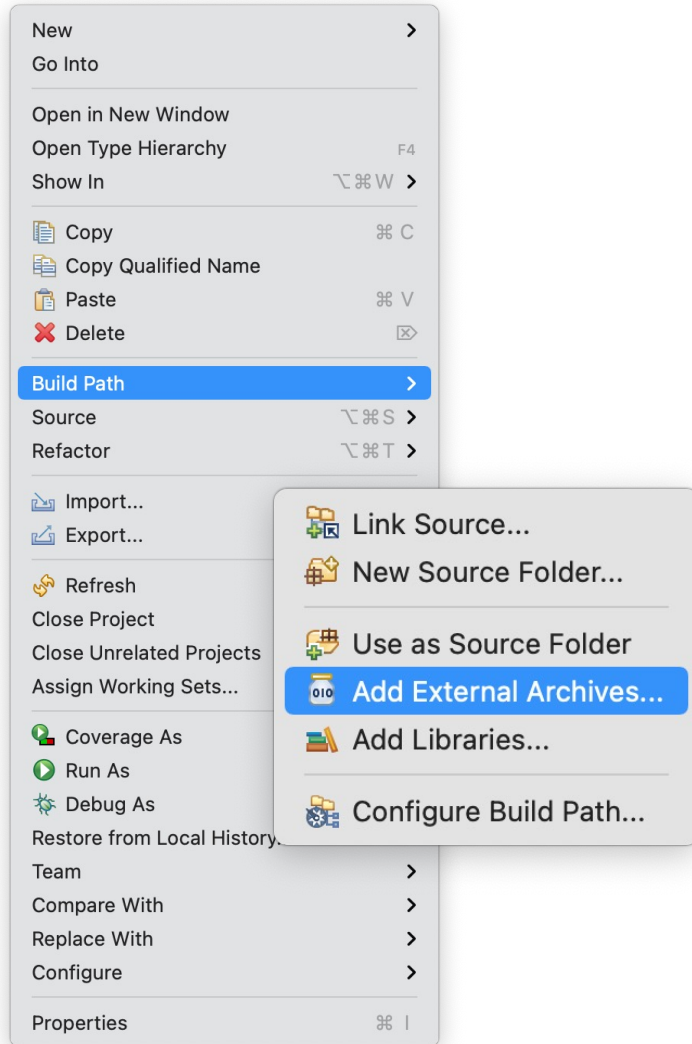 New
Go Into
Open in New Window
Open Type Hierarchy F4
Show In ⌥⌘W
Copy ⌘ C
Copy Qualified Name
Paste ⌘ V
Delete ⌦
Build Path
Source ⌥⌘S
Refactor ⌥⌘T
Import...
Export...
Refresh
Close Project
Close Unrelated Projects
Assign Working Sets...
Coverage As
Run As
Debug As
Restore from Local History.
Team
Compare With
Replace With
Configure
Properties ⌘ I
Link Source...
New Source Folder...
Use as Source Folder
010 Add External Archives...
Add Libraries...
Configure Build Path...